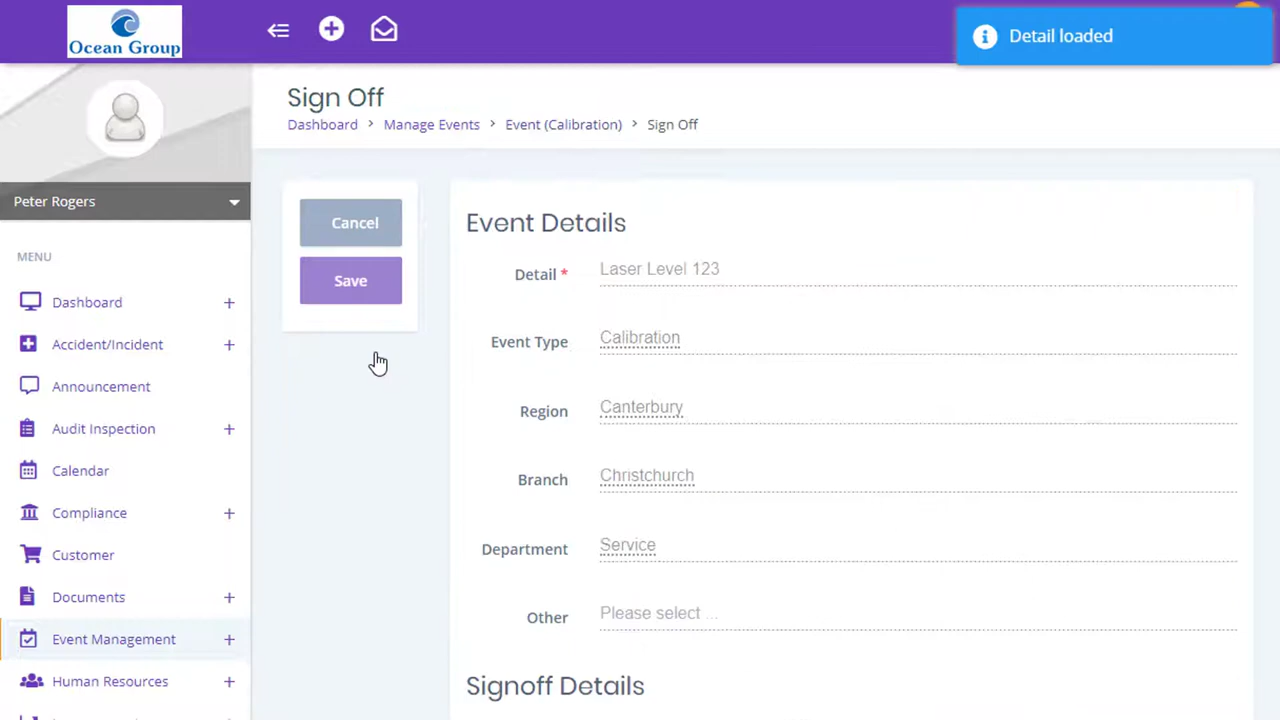 Ocean Group
Detail loaded
Sign Off
Dashboard > Manage Events > Event (Calibration) > Sign Off
Peter Rogers
MENU
Dashboard +
Accident/Incident +
Announcement
Audit Inspection +
Calendar
Compliance +
Customer
Documents +
Event Management +
Human Resources +
Cancel
Save
Event Details
Detail * Laser Level 123
Event Type Calibration
Region Canterbury
Branch Christchurch
Department Service
Other Please select ...
Signoff Details